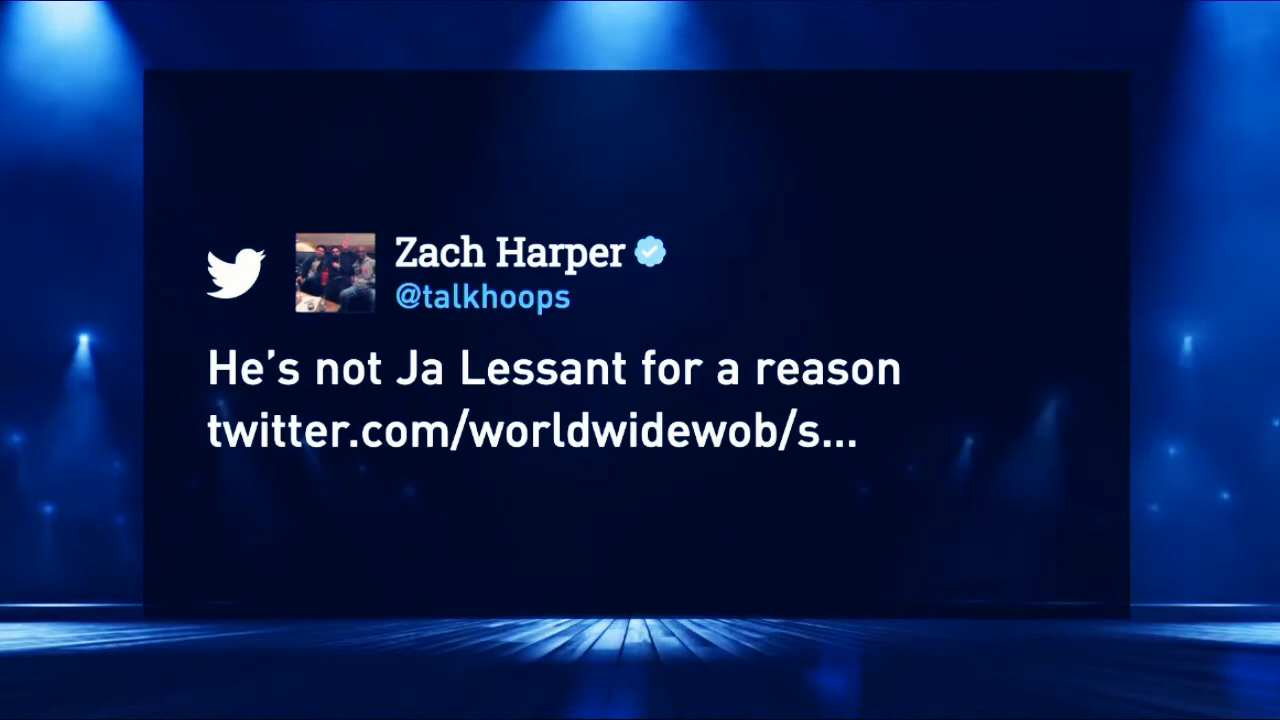 Zach Harper
@talkhoops
He’s not Ja Lessant for a reason
twitter.com/worldwidewob/s...